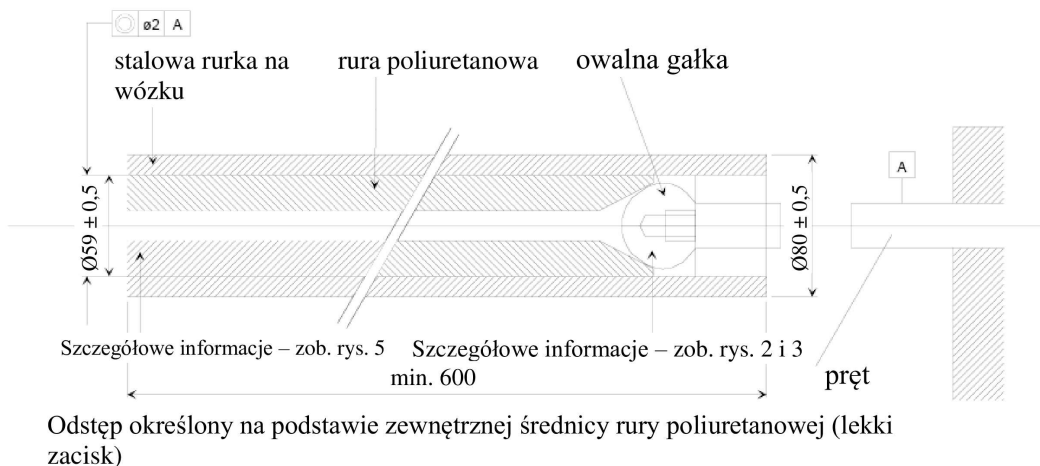 ø2 A
stalowa rurka na
wózku
rura poliuretanowa
owalna gałka
A
Ø59 ± 0,5
Ø80 ± 0,5
Szczegółowe informacje – zob. rys. 5
Szczegółowe informacje – zob. rys. 2 i 3
min. 600
pręt
Odstęp określony na podstawie zewnętrznej średnicy rury poliuretanowej (lekki
zacisk)